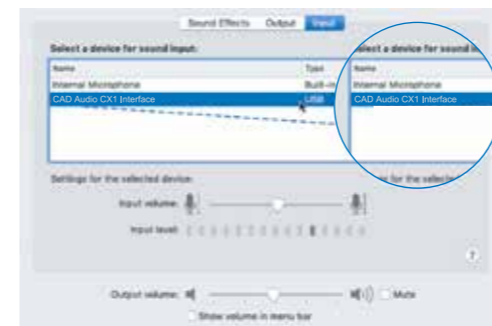 Sound Effects Output Input
Select a device for sound input:
Name Type
Internal Microphone Built-in
CAD Audio CX1 Interface USB
Settings for the selected device:
Input volume:
Input level:
?
Output volume: Mute
Show volume in menu bar
select a device for sound in
Name
Internal Microphone
CAD Audio CX1 Interface
for the selected